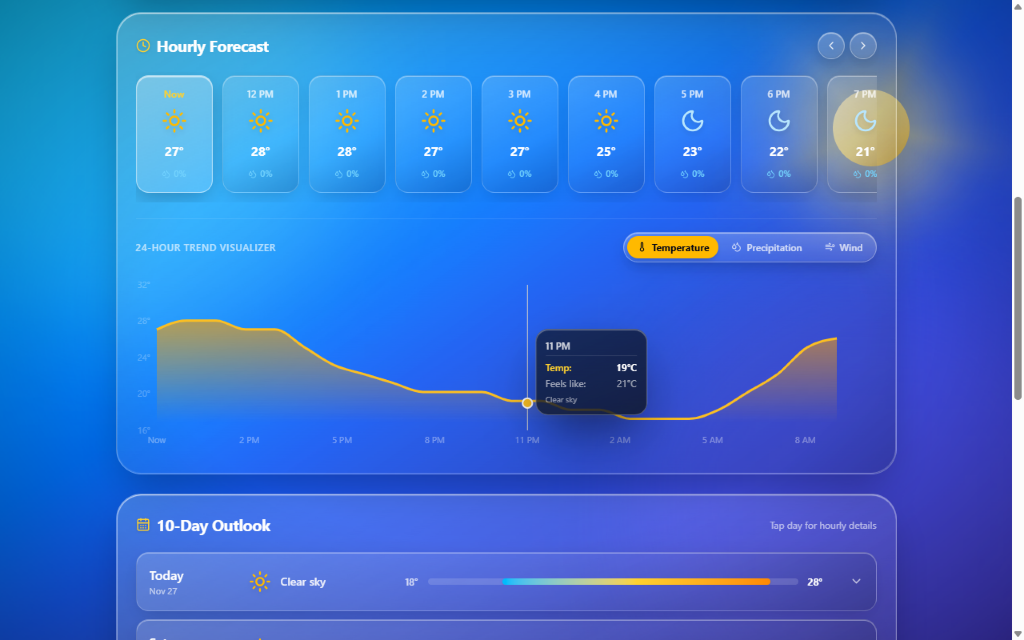 Hourly Forecast
Now 12 PM 1 PM 2 PM 3 PM 4 PM 5 PM 6 PM 7 PM
27° 28° 28° 27° 27° 25° 23° 22° 21°
0% 0% 0% 0% 0% 0% 0% 0% 0%
24-HOUR TREND VISUALIZER
Temperature Precipitation Wind
32°
28°
24°
20°
16°
11 PM
Temp: 19°C
Feels like: 21°C
Clear sky
Now 2 PM 5 PM 8 PM 11 PM 2 AM 5 AM 8 AM
10-Day Outlook
Tap day for hourly details
Today
Nov 27
Clear sky
18° 28°